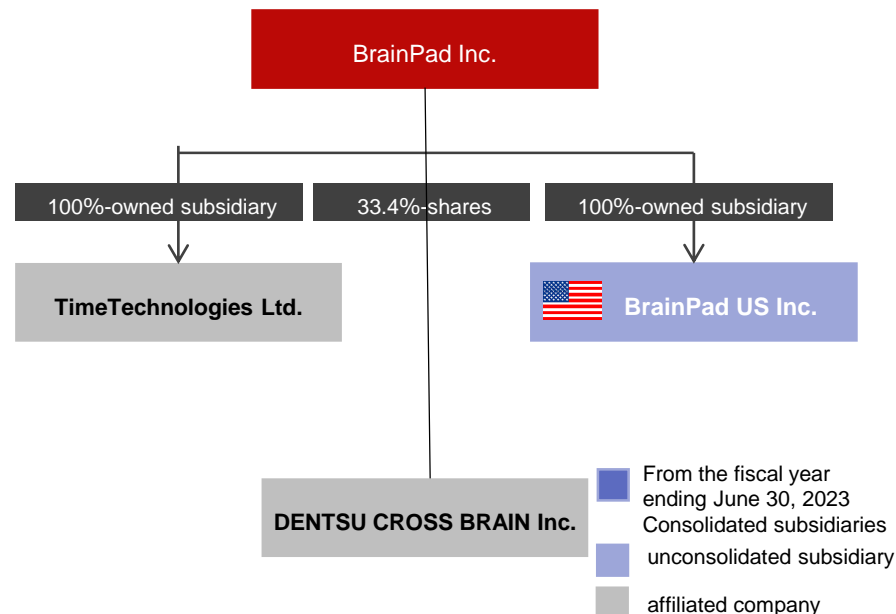 BrainPad Inc.
100%-owned subsidiary
33.4%-shares
100%-owned subsidiary
TimeTechnologies Ltd.
BrainPad US Inc.
DENTSU CROSS BRAIN Inc.
From the fiscal year
ending June 30, 2023
Consolidated subsidiaries
unconsolidated subsidiary
affiliated company